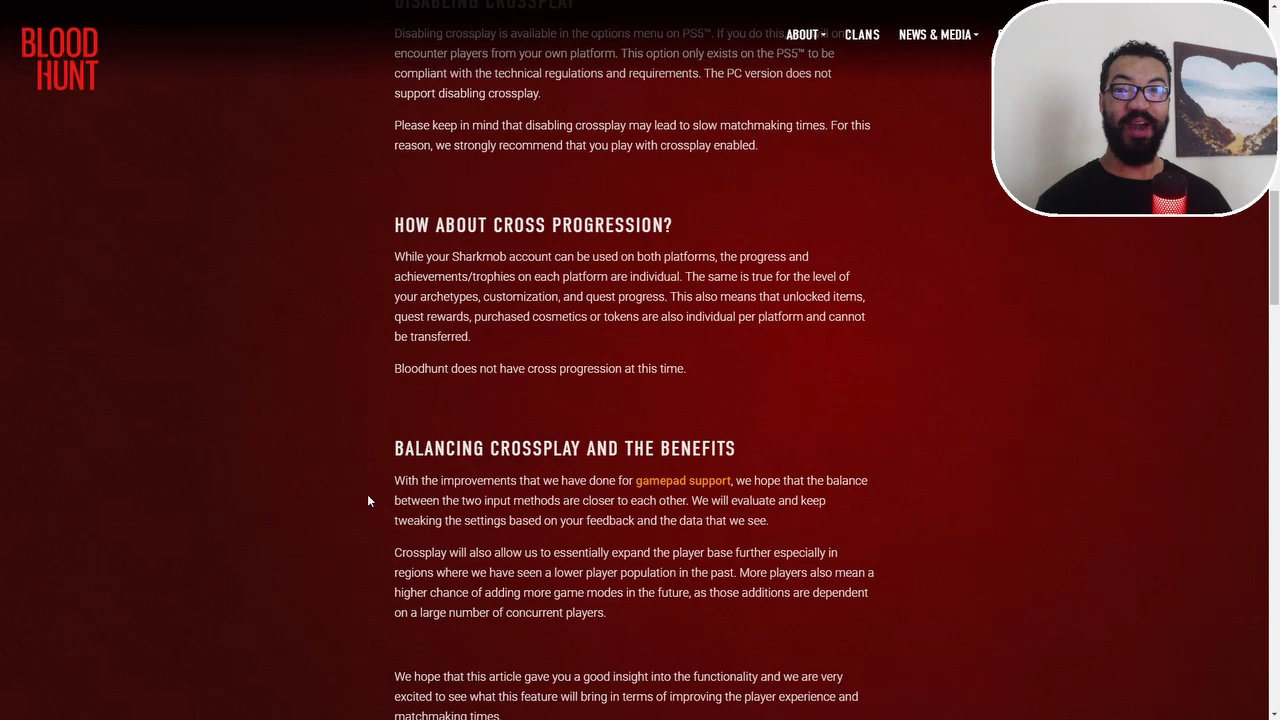 DISABLING CROSSPLAY
BLOOD
HUNT
ABOUT
CLANS
NEWS & MEDIA
Disabling crossplay is available in the options menu on PS5™. If you do this,
encounter players from your own platform. This option only exists on the PS5™ to be
compliant with the technical regulations and requirements. The PC version does not
support disabling crossplay.
Please keep in mind that disabling crossplay may lead to slow matchmaking times. For this
reason, we strongly recommend that you play with crossplay enabled.
HOW ABOUT CROSS PROGRESSION?
While your Sharkmob account can be used on both platforms, the progress and
achievements/trophies on each platform are individual. The same is true for the level of
your archetypes, customization, and quest progress. This also means that unlocked items,
quest rewards, purchased cosmetics or tokens are also individual per platform and cannot
be transferred.
Bloodhunt does not have cross progression at this time.
BALANCING CROSSPLAY AND THE BENEFITS
With the improvements that we have done for gamepad support, we hope that the balance
between the two input methods are closer to each other. We will evaluate and keep
tweaking the settings based on your feedback and the data that we see.
Crossplay will also allow us to essentially expand the player base further especially in
regions where we have seen a lower player population in the past. More players also mean a
higher chance of adding more game modes in the future, as those additions are dependent
on a large number of concurrent players.
We hope that this article gave you a good insight into the functionality and we are very
excited to see what this feature will bring in terms of improving the player experience and
matchmaking times.